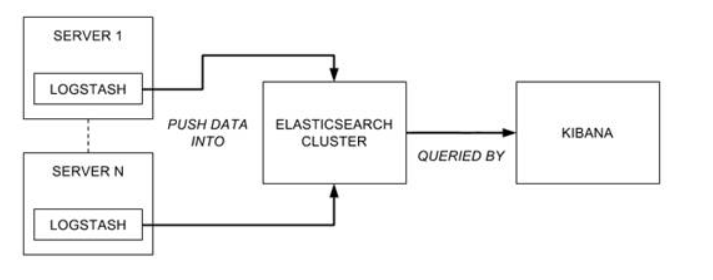 SERVER 1
LOGSTASH
PUSH DATA
INTO
ELASTICSEARCH
CLUSTER
QUERIED BY
KIBANA
SERVER N
LOGSTASH